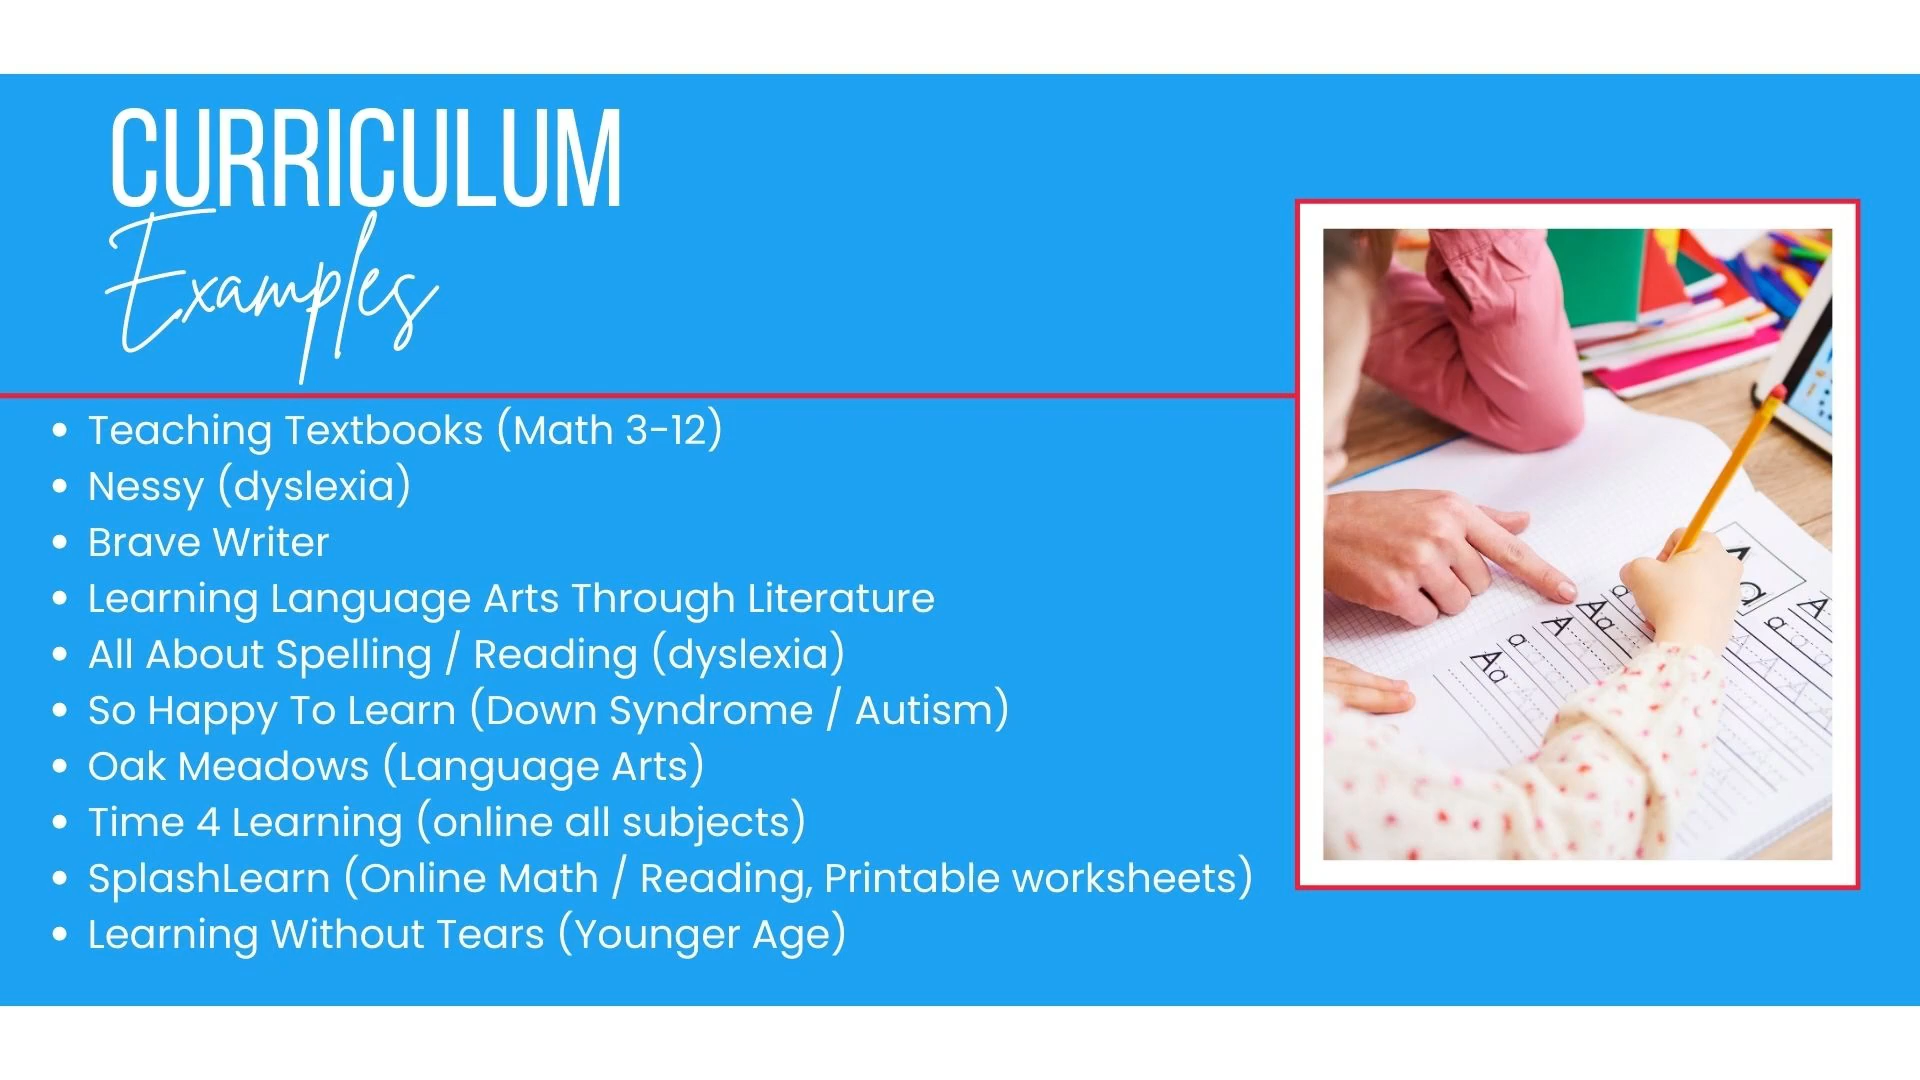 CURRICULUM
Examples
• Teaching Textbooks (Math 3-12)
• Nessy (dyslexia)
• Brave Writer
• Learning Language Arts Through Literature
• All About Spelling / Reading (dyslexia)
• So Happy To Learn (Down Syndrome / Autism)
• Oak Meadows (Language Arts)
• Time 4 Learning (online all subjects)
• SplashLearn (Online Math / Reading, Printable worksheets)
• Learning Without Tears (Younger Age)
A
a
A
a
A
Aa
a
A
a
Aa